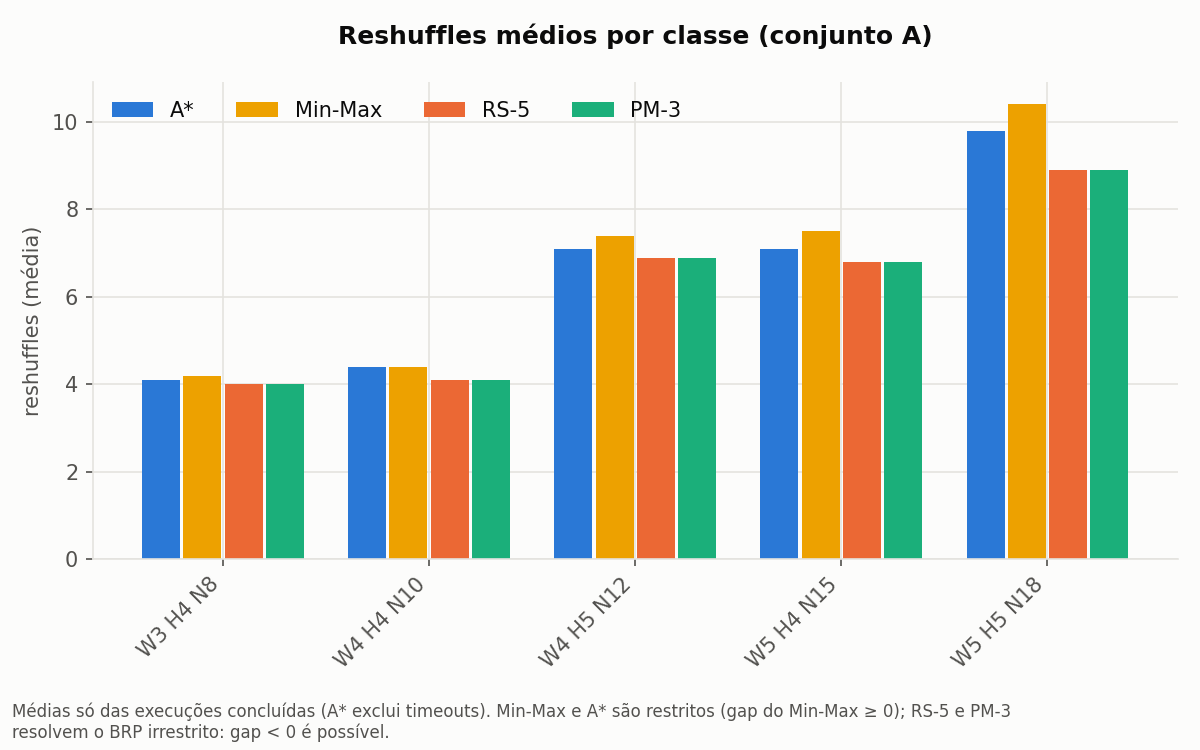 Reshuffles médios por classe (conjunto A)
A* Min-Max RS-5 PM-3
reshuffles (média)
10
8
6
4
2
0
W3 H4 N8
W4 H4 N10
W4 H5 N12
W5 H4 N15
W5 H5 N18
Médias só das execuções concluídas (A* exclui timeouts). Min-Max e A* são restritos (gap do Min-Max ≥ 0); RS-5 e PM-3
resolvem o BRP irrestrito: gap < 0 é possível.